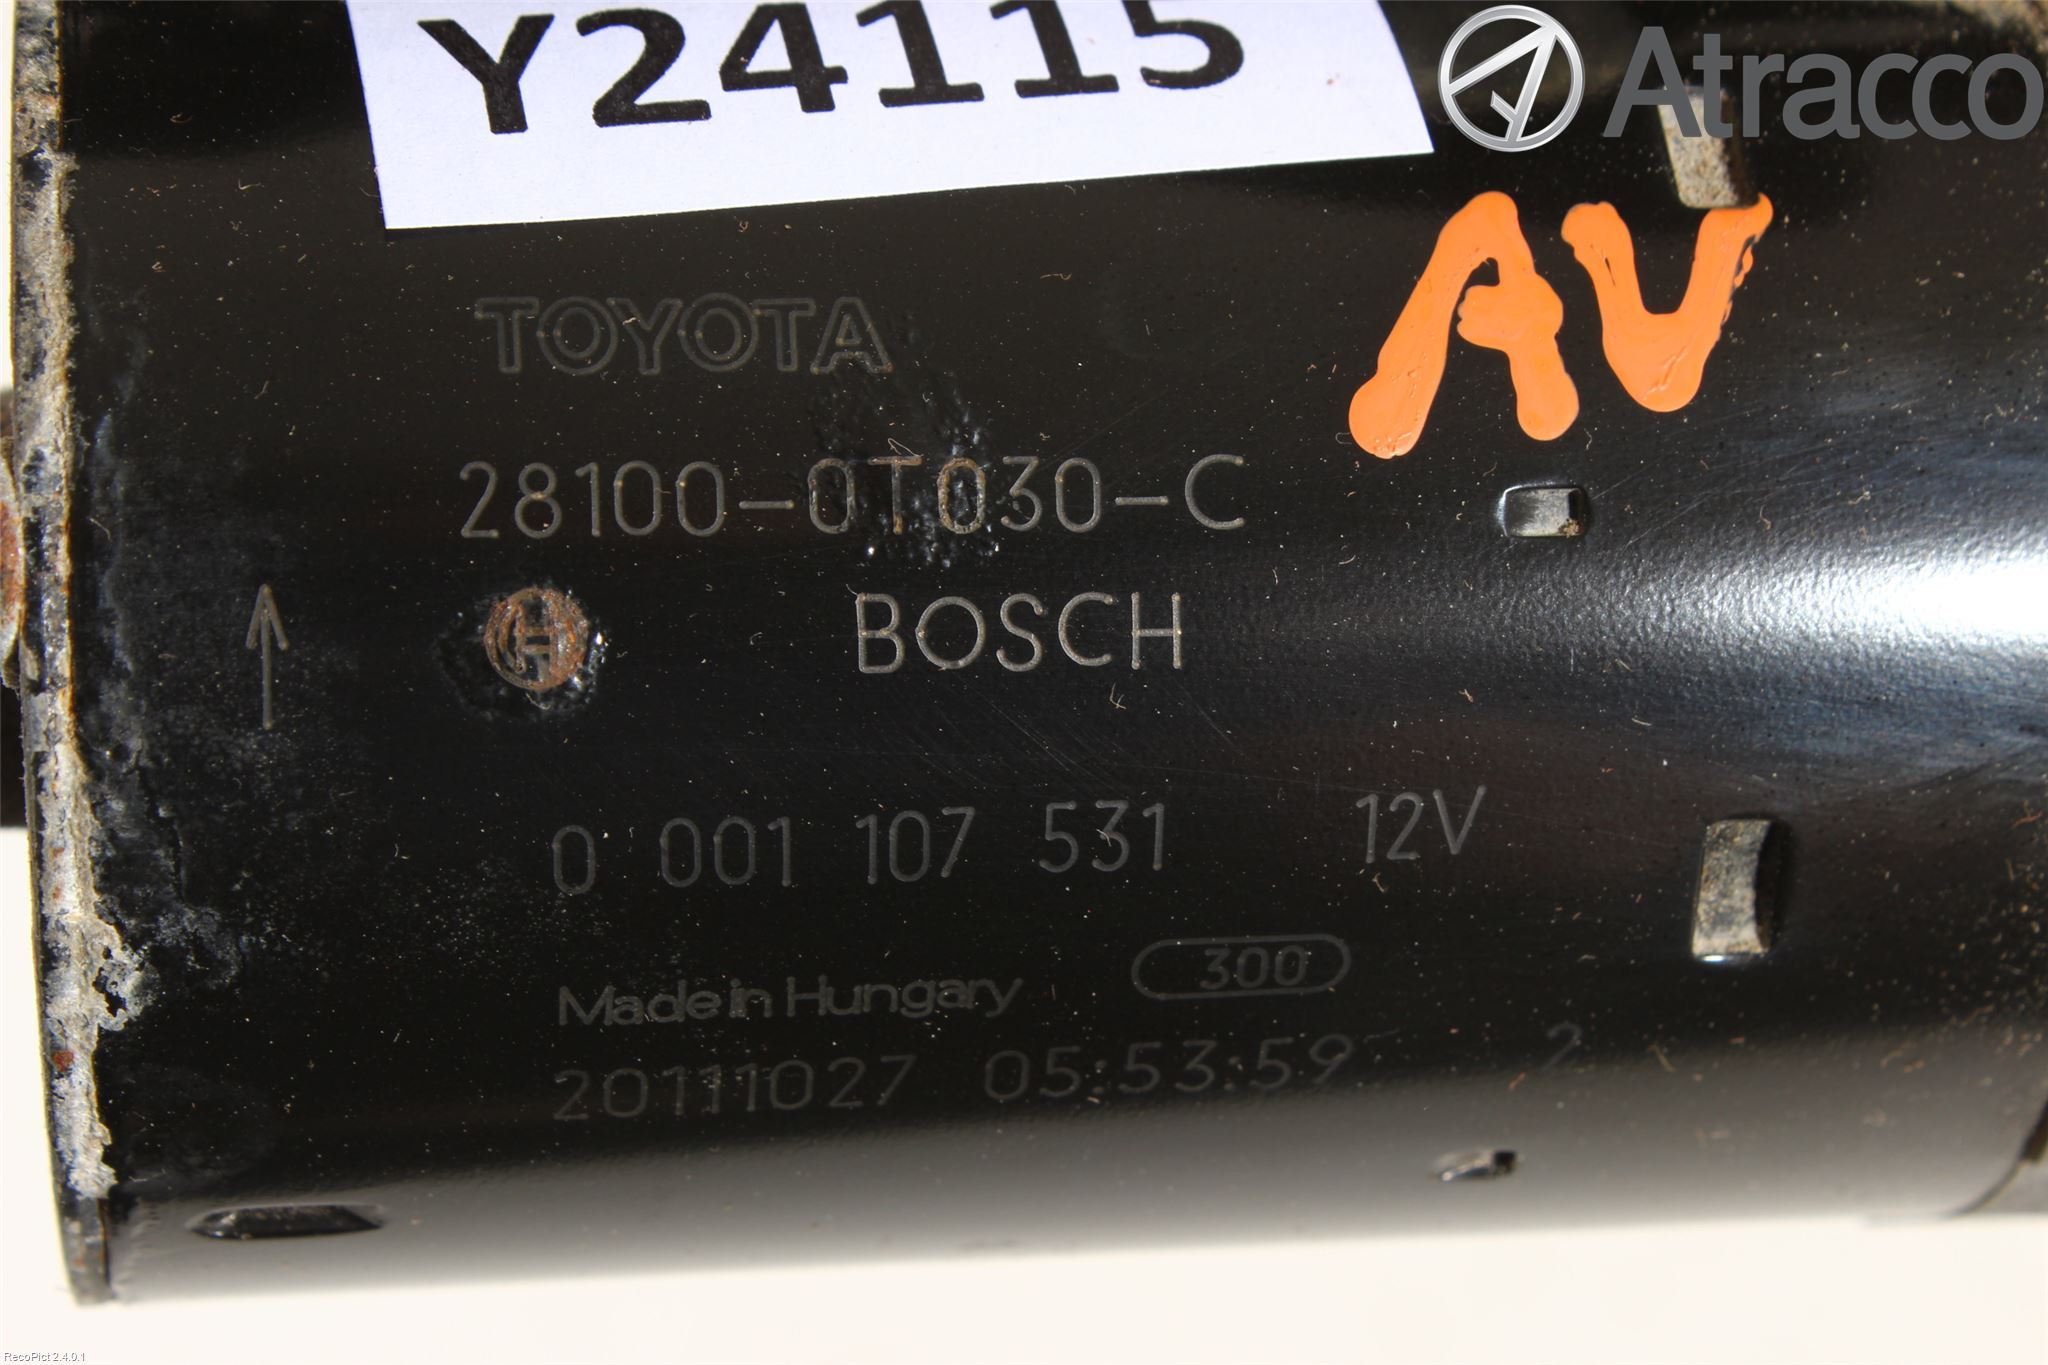 Y24115
Atracco
AV
TOYOTA
28100-0T030-C
BOSCH
0 001 107 531 12V
Made in Hungary 300
20111027 05:53:59 2
RecoPict 2.4.0.1